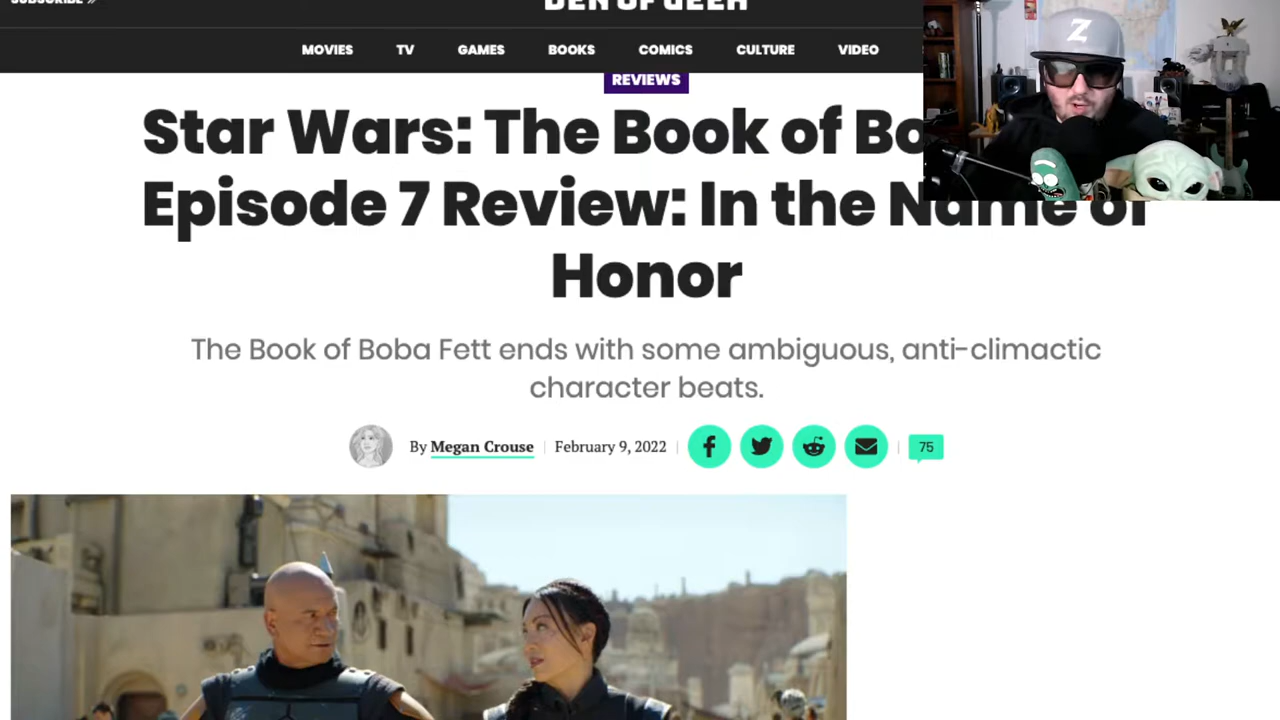 SUBSCRIBE »
DEN OF GEEK
MOVIES TV GAMES BOOKS COMICS CULTURE VIDEO
REVIEWS
Star Wars: The Book of Bo
Episode 7 Review: In the Name of
Honor
The Book of Boba Fett ends with some ambiguous, anti-climactic
character beats.
By Megan Crouse | February 9, 2022 | 75
Z